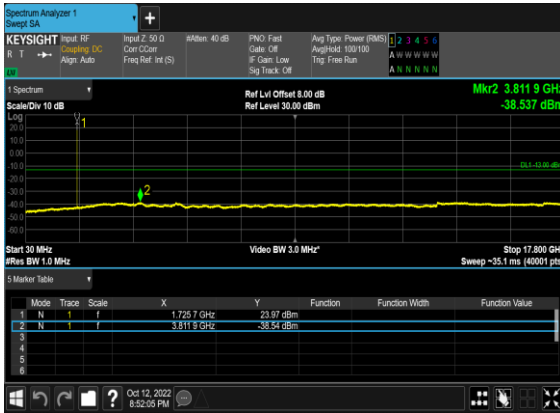 Spectrum Analyzer 1
Swept SA
KEYSIGHT
R T
Input: RF
Coupling: DC
Align: Auto
Input Z: 50 Ω
Corr CCorr
Freq Ref: Int (S)
#Atten: 40 dB
PNO: Fast
Gate: Off
IF Gain: Low
Sig Track: Off
Avg Type: Power (RMS)
Avg|Hold: 100/100
Trig: Free Run
1 2 3 4 5 6
A W W W W W
A N N N N N
1 Spectrum
Scale/Div 10 dB
Ref Lvl Offset 8.00 dB
Ref Level 30.00 dBm
Mkr2 3.811 9 GHz
-38.537 dBm
Log
20.0
10.0
0.00
-10.0
-20.0
-30.0
-40.0
-50.0
-60.0
1
2
DL1 -13.00 dBm
Start 30 MHz
#Res BW 1.0 MHz
Video BW 3.0 MHz*
Stop 17.800 GHz
Sweep ~35.1 ms (40001 pts)
5 Marker Table
Mode Trace Scale X Y Function Function Width Function Value
1 N 1 f 1.725 7 GHz 23.97 dBm
2 N 1 f 3.811 9 GHz -38.54 dBm
3
4
5
6
?
Oct 12, 2022
8:52:05 PM